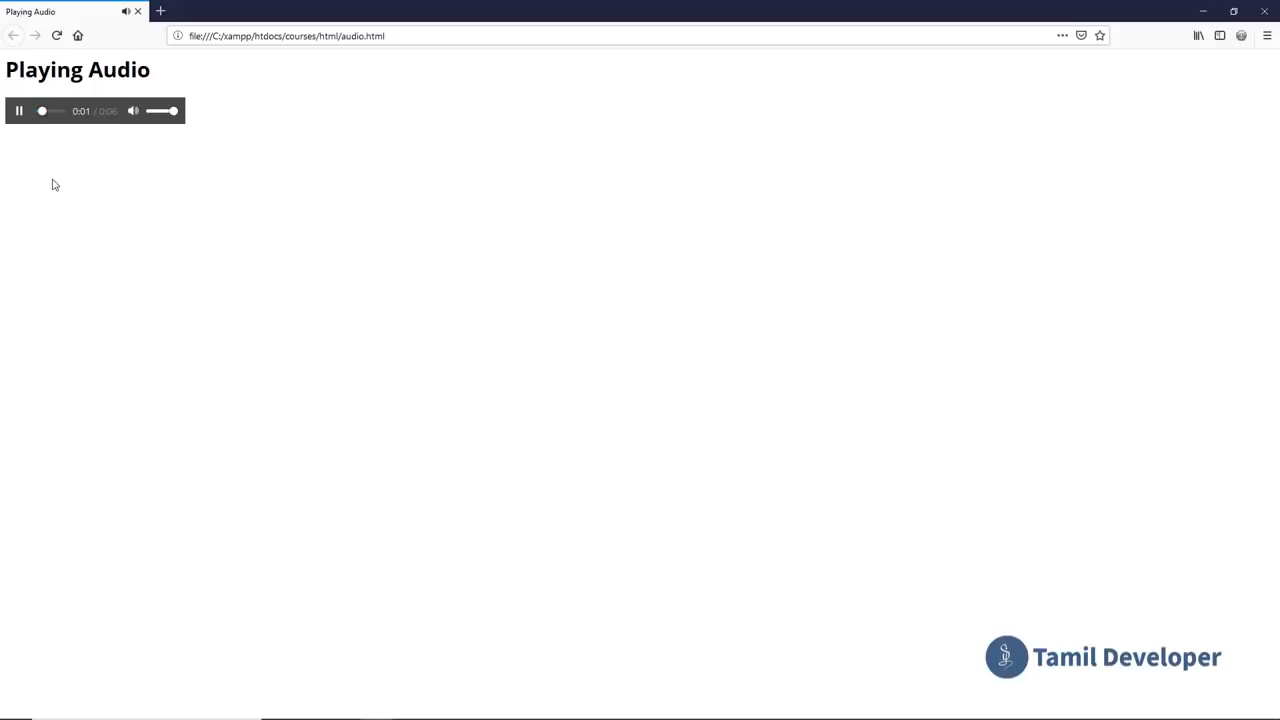 Playing Audio
file:///C:/xampp/htdocs/courses/html/audio.html
Playing Audio
0:01 / 0:06
Tamil Developer